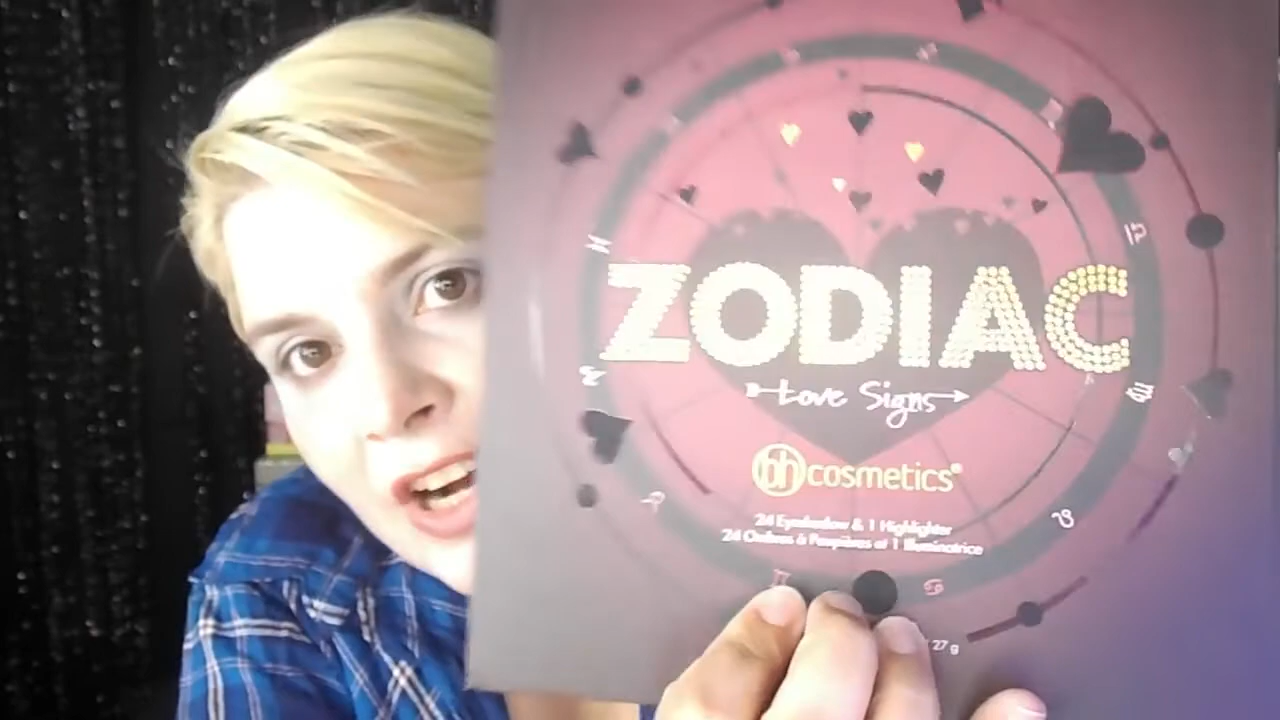 ZODIAC
Love Signs
bh cosmetics®
24 Eyeshadow & 1 Highlighter
24 Ombres à Paupières et 1 Illuminatrice
27 g